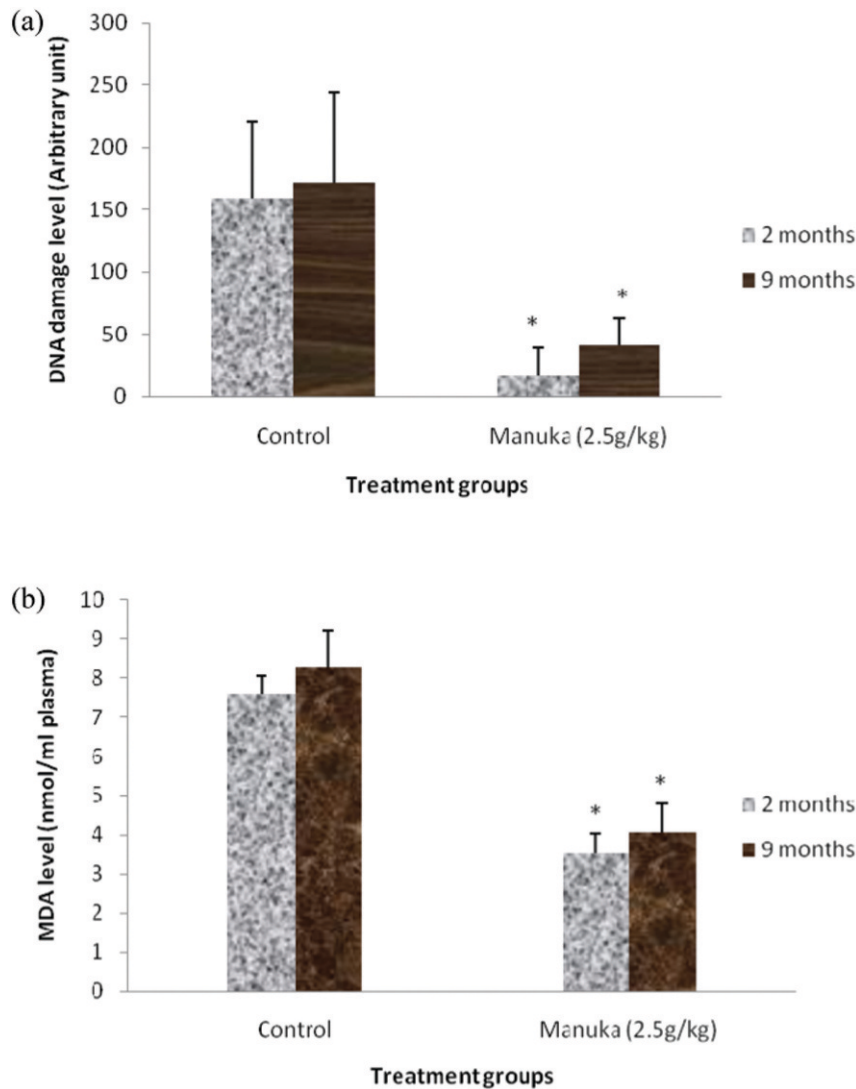 (a)
DNA damage level (Arbitrary unit)
300
250
200
150
100
50
0
*
*
2 months
9 months
Control
Manuka (2.5g/kg)
Treatment groups
(b)
MDA level (nmol/ml plasma)
10
9
8
7
6
5
4
3
2
1
0
*
*
2 months
9 months
Control
Manuka (2.5g/kg)
Treatment groups